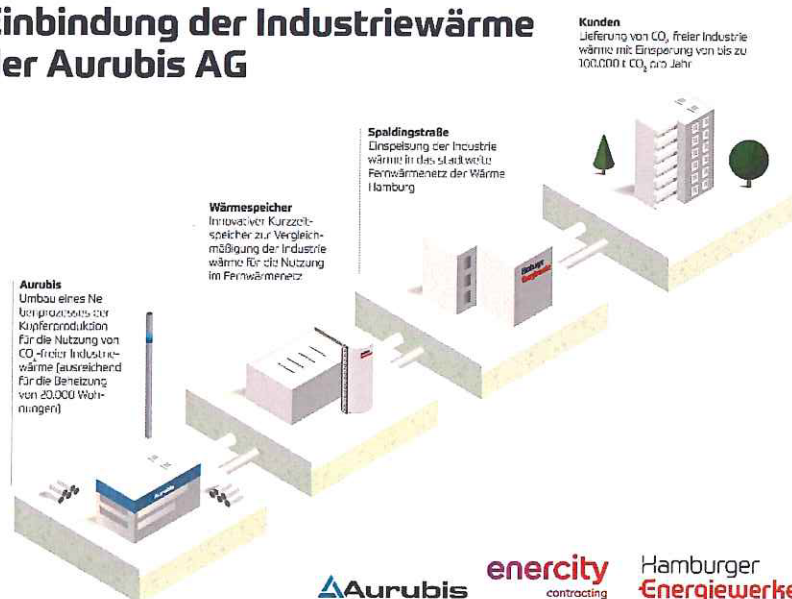 Einbindung der Industriewärme
der Aurubis AG
Kunden
Lieferung von CO₂ freier Industrie
wärme mit Einsparung von bis zu
100.000 t CO₂ pro Jahr
Spaldingstraße
Einspeisung der Industrie
wärme in das stadtweite
Fernwärmenetz der Wärme
Hamburg
Wärmespeicher
Innovativer Kurzzeit-
speicher zur Vergleich-
mäßigung der Industrie
wärme für die Nutzung
im Fernwärmenetz
Aurubis
Umbau eines Ne
benprozesses der
Kupferproduktion
für die Nutzung von
CO₂-freier Industrie-
wärme (ausreichend
für die Beheizung
von 20.000 Woh-
nungen)
Hamburger
Energiewerke
Aurubis
Aurubis
enercity
contracting
Hamburger
Energiewerke